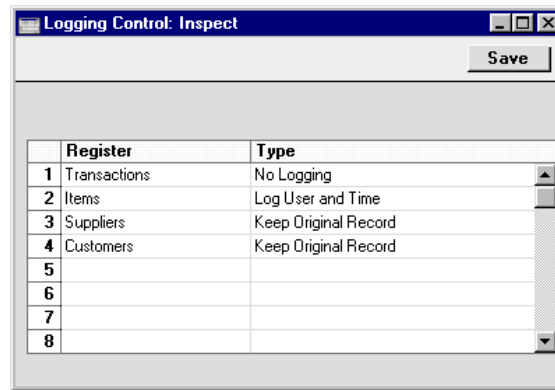 Logging Control: Inspect
Save
Register Type
1 Transactions No Logging
2 Items Log User and Time
3 Suppliers Keep Original Record
4 Customers Keep Original Record
5
6
7
8